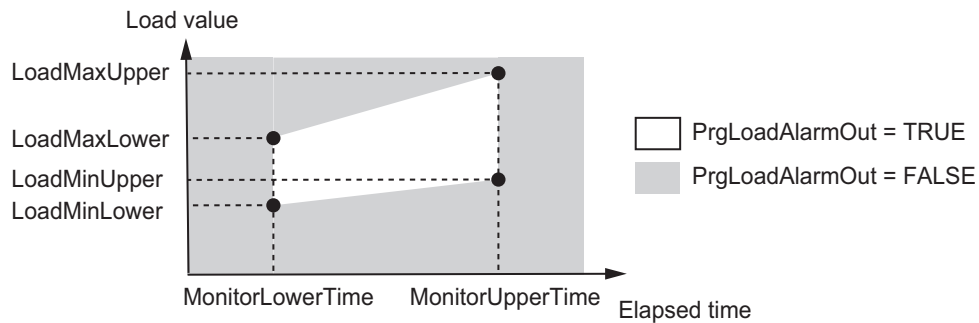 Load value
LoadMaxUpper
LoadMaxLower
LoadMinUpper
LoadMinLower
MonitorLowerTime
MonitorUpperTime
Elapsed time
PrgLoadAlarmOut = TRUE
PrgLoadAlarmOut = FALSE